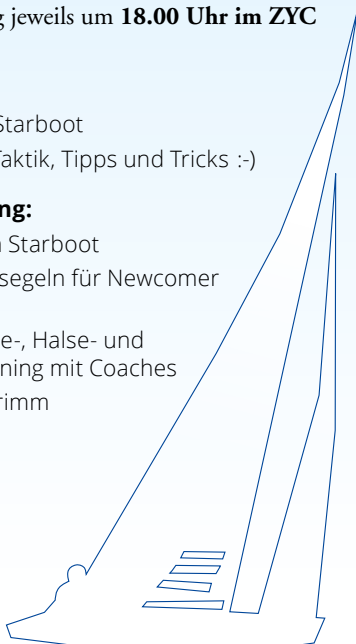 g jeweils um 18.00 Uhr im ZYC
Starboot
Taktik, Tipps und Tricks :-)
ng:
Starboot
segeln für Newcomer
e-, Halse- und
ning mit Coaches
rimm